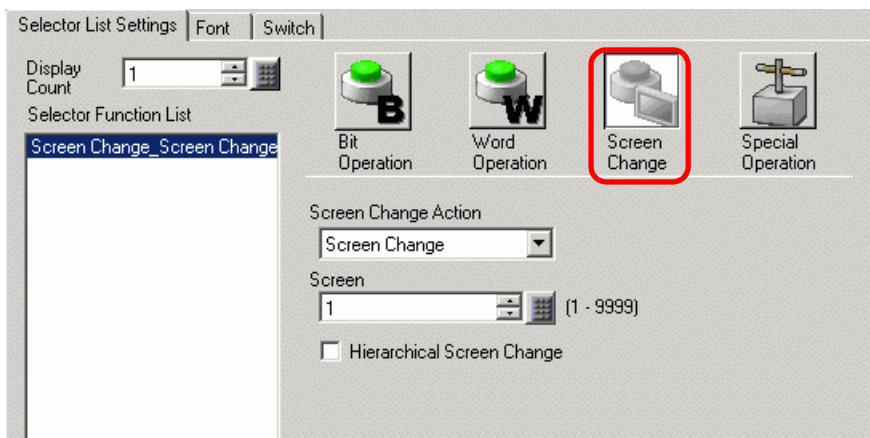 Selector List Settings Font Switch
Display
Count
1
Selector Function List
Screen Change_Screen Change
B
Bit
Operation
W
Word
Operation
Screen
Change
Special
Operation
Screen Change Action
Screen Change
Screen
1 (1 - 9999)
Hierarchical Screen Change